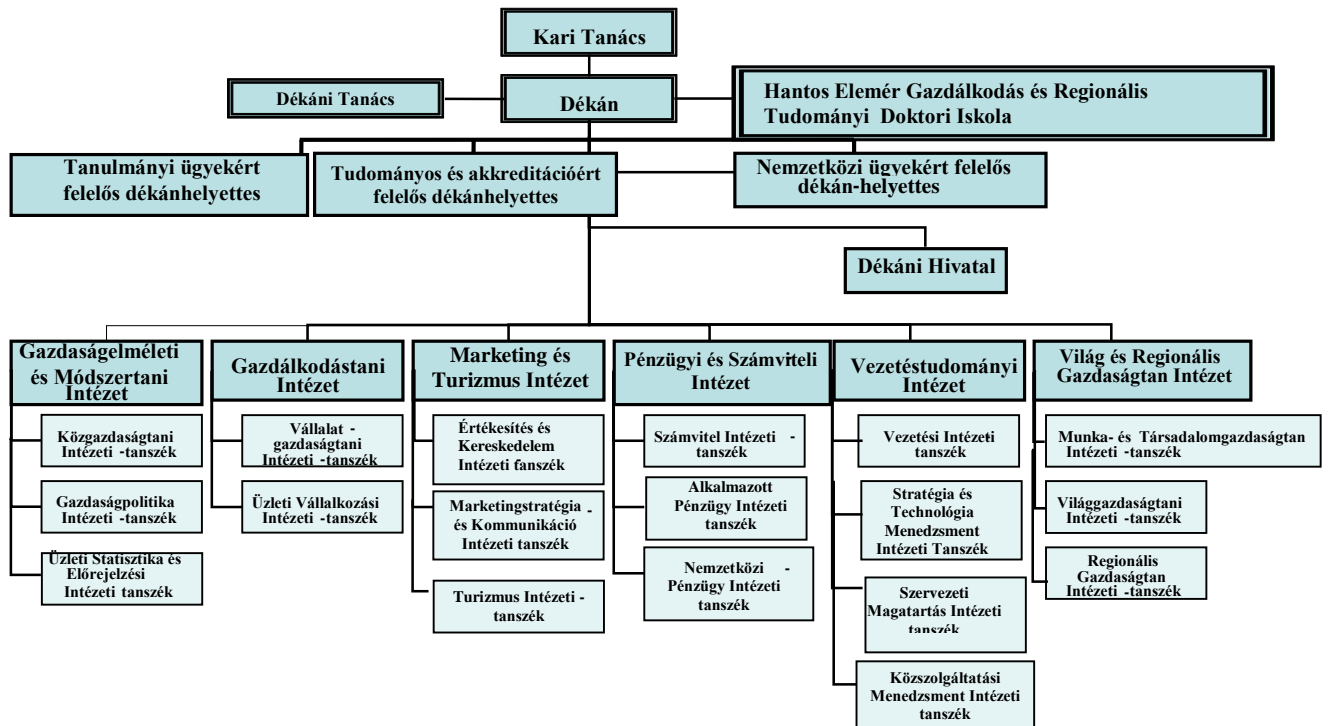 Kari Tanács
Dékáni Tanács
Dékán
Hantos Elemér Gazdálkodás és Regionális
Tudományi Doktori Iskola
Tanulmányi ügyekért
felelős dékánhelyettes
Tudományos és akkreditációért
felelős dékánhelyettes
Nemzetközi ügyekért felelős
dékán-helyettes
Dékáni Hivatal
Gazdaságelméleti
és Módszertani
Intézet
Gazdálkodástani
Intézet
Marketing és
Turizmus Intézet
Pénzügyi és Számviteli
Intézet
Vezetéstudományi
Intézet
Világ és Regionális
Gazdaságtan Intézet
Közgazdaságtani
Intézeti -tanszék
Gazdaságpolitika
Intézeti -tanszék
Üzleti Statisztika és
Előrejelzési
Intézeti tanszék
Vállalat -
gazdaságtani
Intézeti -tanszék
Üzleti Vállalkozási
Intézeti -tanszék
Értékesítés és
Kereskedelem
Intézeti fanszék
Marketingstratégia -
és Kommunikáció
Intézeti tanszék
Turizmus Intézeti -
tanszék
Számvitel Intézeti -
tanszék
Alkalmazott
Pénzügy Intézeti
tanszék
Nemzetközi -
Pénzügy Intézeti
tanszék
Vezetési Intézeti
tanszék
Stratégia és
Technológia
Menedzsment
Intézeti Tanszék
Szervezeti
Magatartás Intézeti
tanszék
Közszolgáltatási
Menedzsment Intézeti
tanszék
Munka- és Társadalomgazdaságtan
Intézeti -tanszék
Világgazdaságtani
Intézeti -tanszék
Regionális
Gazdaságtan
Intézeti -tanszék